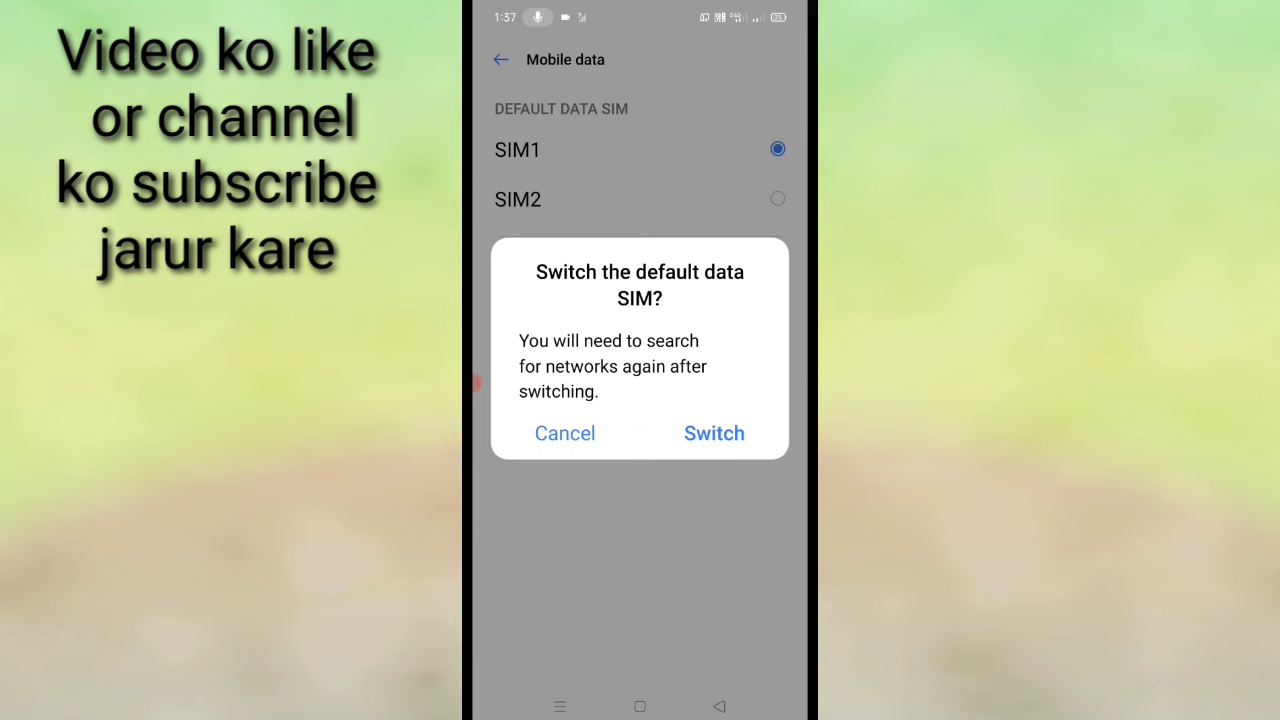 Video ko like
or channel
ko subscribe
jarur kare
1:37
25
Mobile data
DEFAULT DATA SIM
SIM1
SIM2
Switch the default data
SIM?
You will need to search
for networks again after
switching.
Cancel
Switch